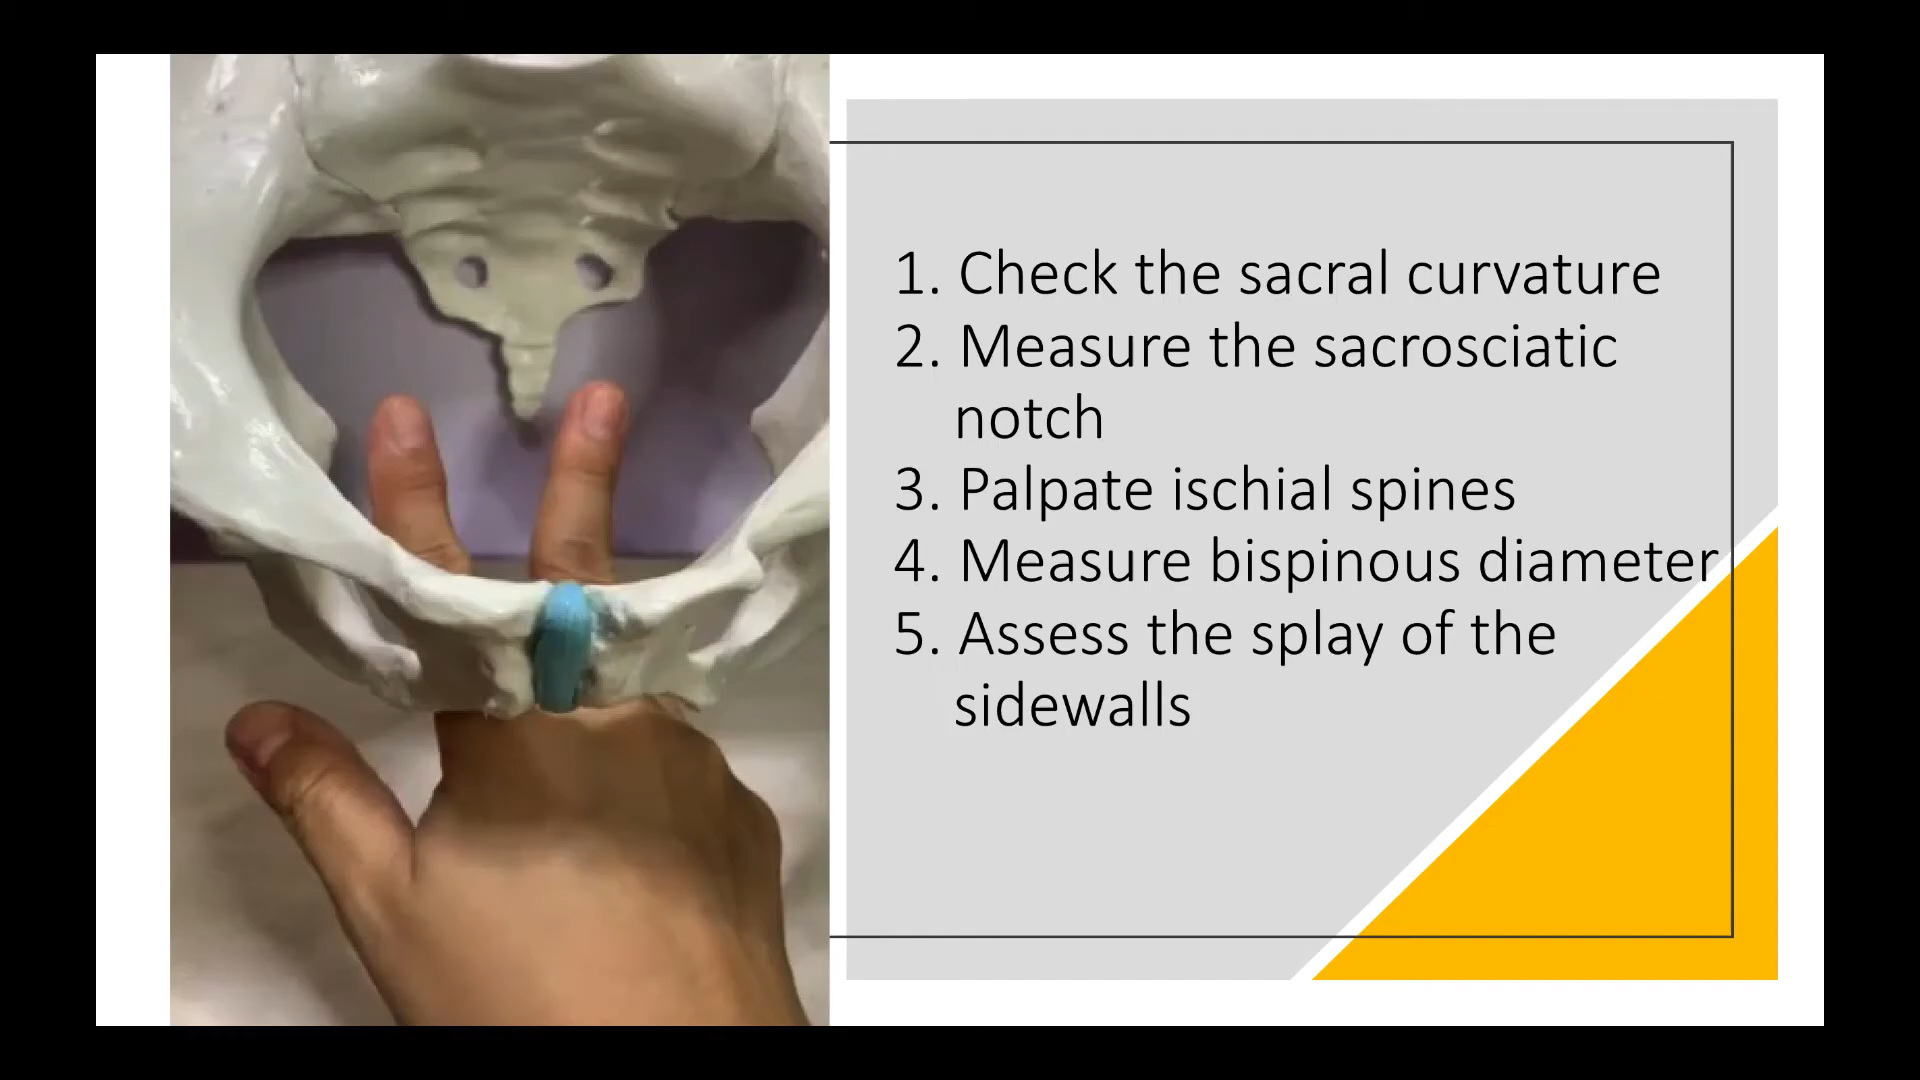 1. Check the sacral curvature
2. Measure the sacrosciatic
notch
3. Palpate ischial spines
4. Measure bispinous diameter
5. Assess the splay of the
sidewalls